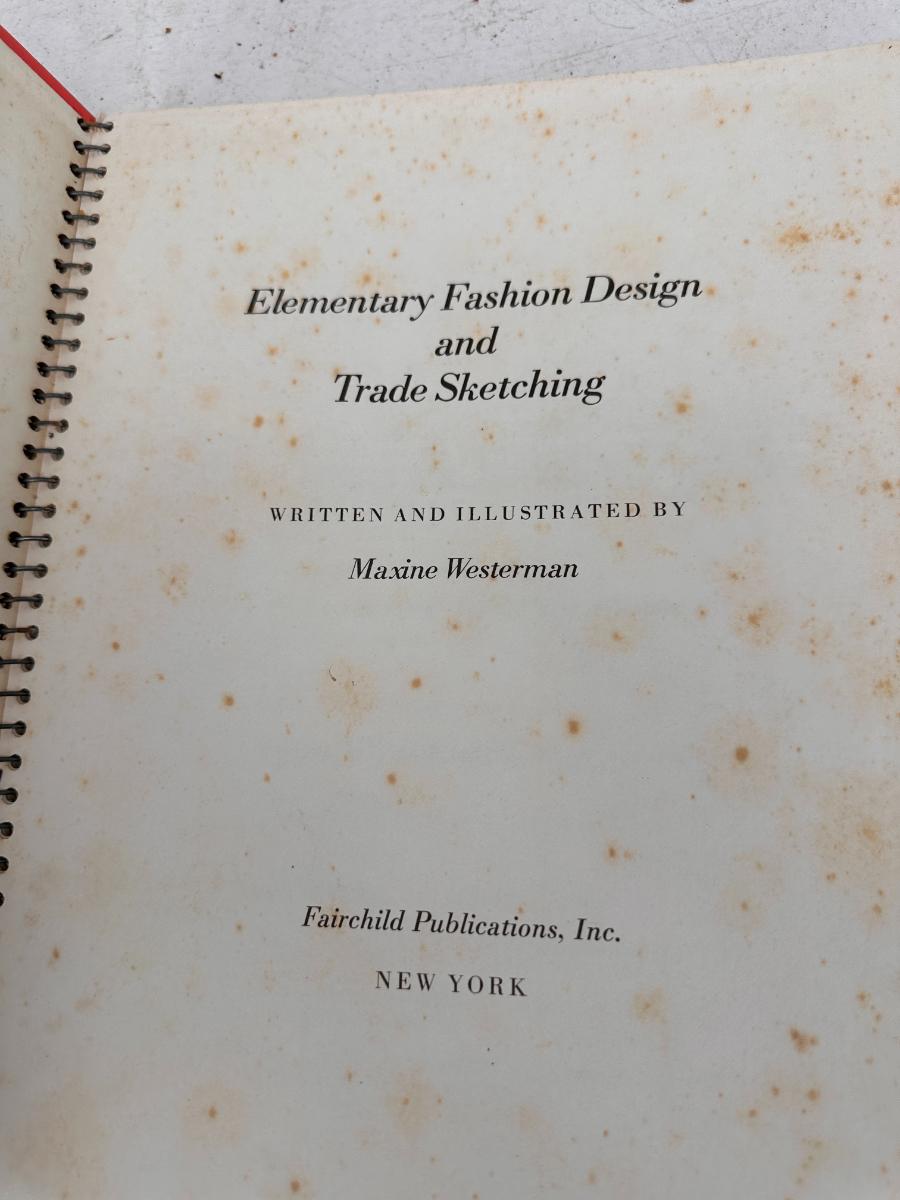 Elementary Fashion Design
and
Trade Sketching
WRITTEN AND ILLUSTRATED BY
Maxine Westerman
Fairchild Publications, Inc.
NEW YORK